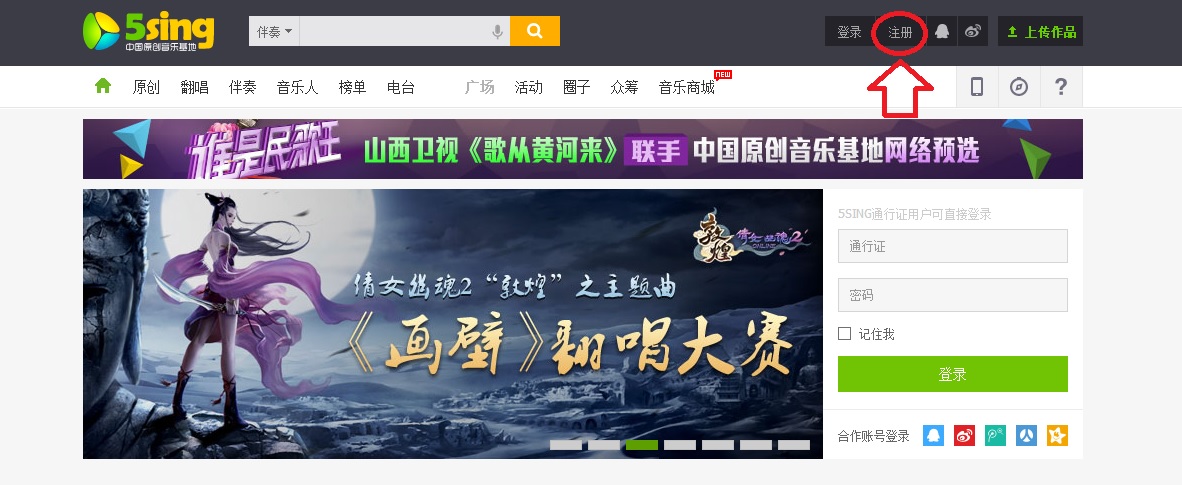 5sing
中国原创音乐基地
伴奏
登录
注册
上传作品
原创 翻唱 伴奏 音乐人 榜单 电台 广场 活动 圈子 众筹 音乐商城 NEW
?
谁是民歌王 山西卫视《歌从黄河来》联手 中国原创音乐基地网络预选
敦煌 倩女幽魂2 ONLINE
倩女幽魂2“敦煌”之主题曲
《画壁》翻唱大赛
5SING通行证用户可直接登录
通行证
密码
记住我
登录
合作账号登录